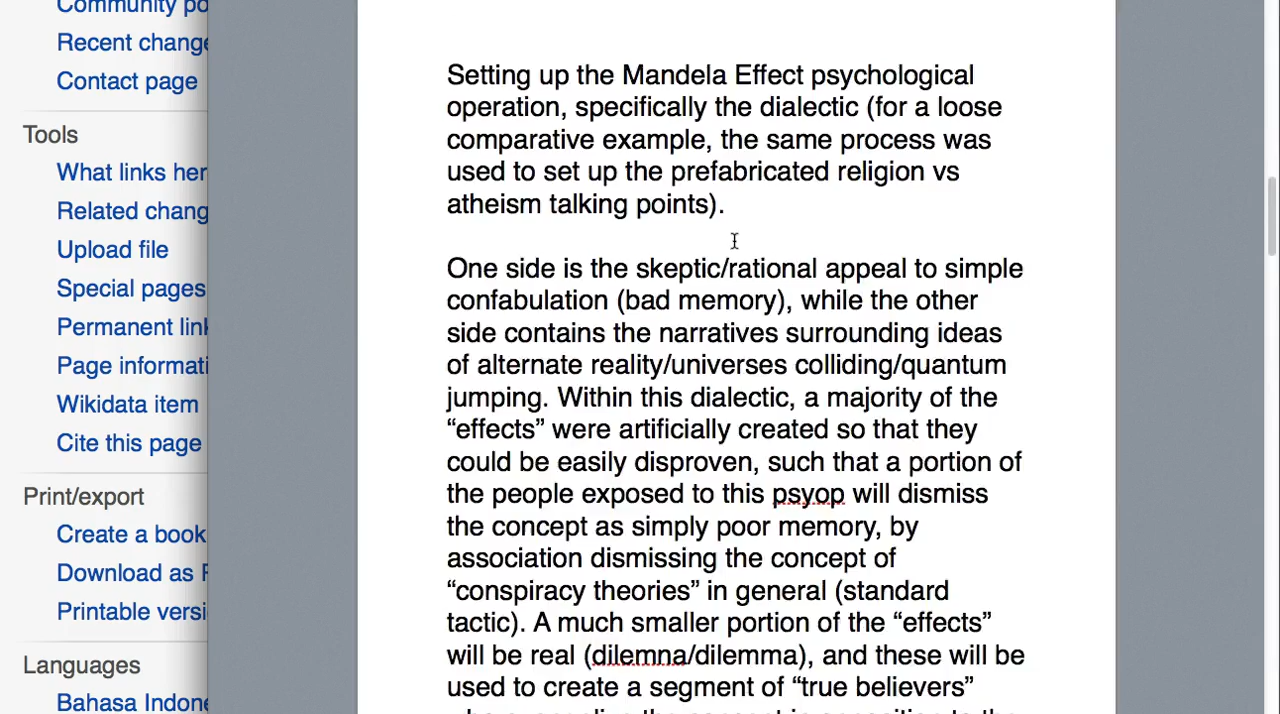 Community po
Recent change
Contact page
Tools
What links her
Related chang
Upload file
Special pages
Permanent link
Page informati
Wikidata item
Cite this page
Print/export
Create a book
Download as
Printable versi
Languages
Bahasa Indone
Setting up the Mandela Effect psychological
operation, specifically the dialectic (for a loose
comparative example, the same process was
used to set up the prefabricated religion vs
atheism talking points).
One side is the skeptic/rational appeal to simple
confabulation (bad memory), while the other
side contains the narratives surrounding ideas
of alternate reality/universes colliding/quantum
jumping. Within this dialectic, a majority of the
“effects” were artificially created so that they
could be easily disproven, such that a portion of
the people exposed to this psyop will dismiss
the concept as simply poor memory, by
association dismissing the concept of
“conspiracy theories” in general (standard
tactic). A much smaller portion of the “effects”
will be real (dilemna/dilemma), and these will be
used to create a segment of “true believers”